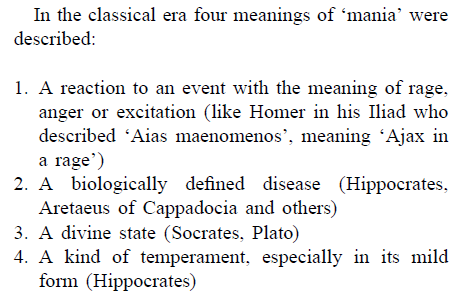 In the classical era four meanings of ‘mania’ were
described:
1. A reaction to an event with the meaning of rage,
anger or excitation (like Homer in his Iliad who
described ‘Aias maenomenos’, meaning ‘Ajax in
a rage’)
2. A biologically defined disease (Hippocrates,
Aretaeus of Cappadocia and others)
3. A divine state (Socrates, Plato)
4. A kind of temperament, especially in its mild
form (Hippocrates)